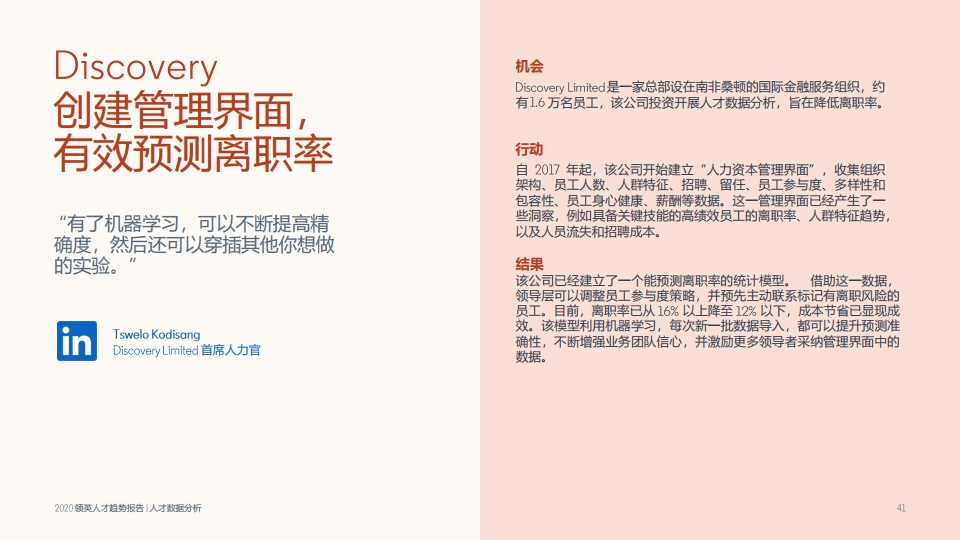 Discovery
创建管理界面，
有效预测离职率
“有了机器学习，可以不断提高精
确度，然后还可以穿插其他你想做
的实验。”
in
Tswelo Kodisang
Discovery Limited 首席人力官
2020 领英人才趋势报告 | 人才数据分析
机会
Discovery Limited 是一家总部设在南非桑顿的国际金融服务组织，约
有 1.6 万名员工，该公司投资开展人才数据分析，旨在降低离职率。
行动
自 2017 年起，该公司开始建立“人力资本管理界面”，收集组织
架构、员工人数、人群特征、招聘、留任、员工参与度、多样性和
包容性、员工身心健康、薪酬等数据。这一管理界面已经产生了一
些洞察，例如具备关键技能的高绩效员工的离职率、人群特征趋势，
以及人员流失和招聘成本。
结果
该公司已经建立了一个能预测离职率的统计模型。 借助这一数据，
领导层可以调整员工参与度策略，并预先主动联系标记有离职风险的
员工。目前，离职率已从 16% 以上降至 12% 以下，成本节省已显现成
效。该模型利用机器学习，每次新一批数据导入，都可以提升预测准
确性，不断增强业务团队信心，并激励更多领导者采纳管理界面中的
数据。
41